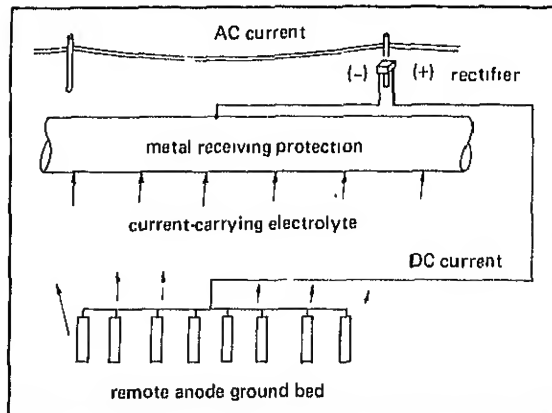 AC current
(-) (+) rectifier
metal receiving protection
current-carrying electrolyte
DC current
remote anode ground bed